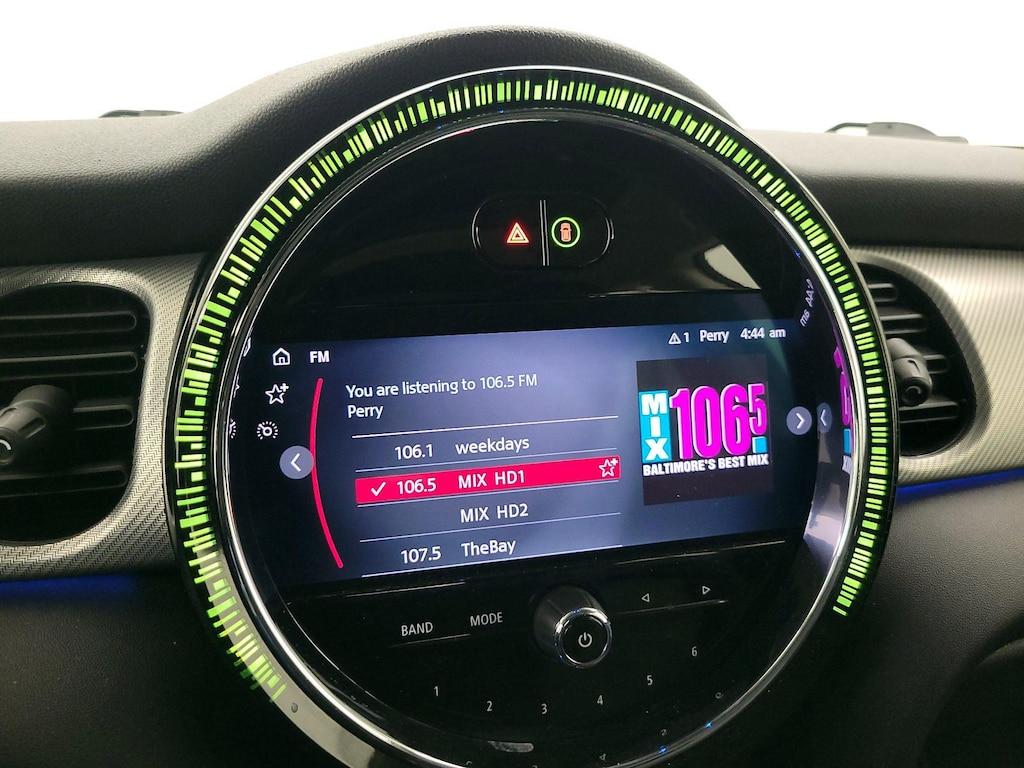 1 Perry 4:44 am
FM
You are listening to 106.5 FM
Perry
106.1 weekdays
106.5 MIX HD1
MIX HD2
107.5 TheBay
MIX
106.5
BALTIMORE'S BEST MIX
BAND MODE
1 2 3 4 5 6